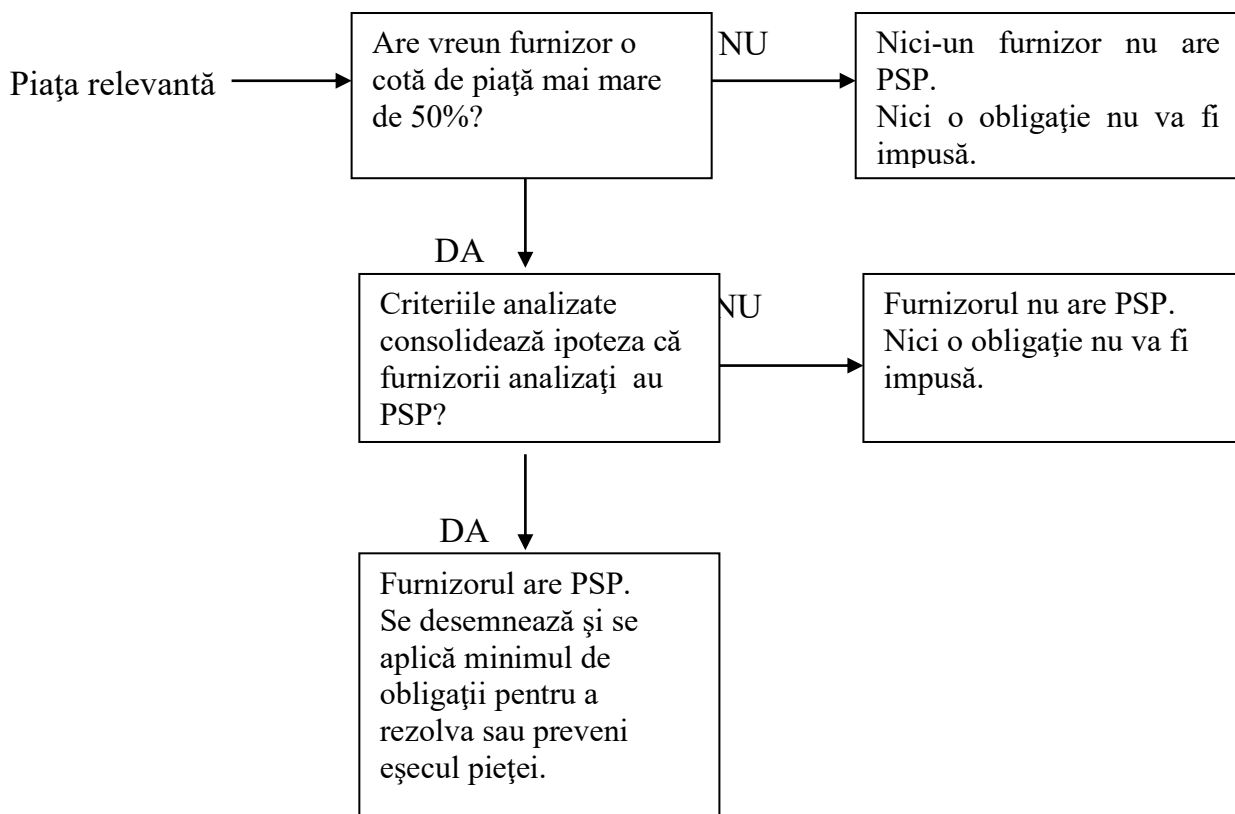 Piaţa relevantă
Are vreun furnizor o
cotă de piaţă mai mare
de 50%?
NU
Nici-un furnizor nu are
PSP.
Nici o obligaţie nu va fi
impusă.
DA
Criteriile analizate
consolidează ipoteza că
furnizorii analizaţi au
PSP?
NU
Furnizorul nu are PSP.
Nici o obligaţie nu va fi
impusă.
DA
Furnizorul are PSP.
Se desemnează şi se
aplică minimul de
obligaţii pentru a
rezolva sau preveni
eşecul pieţei.